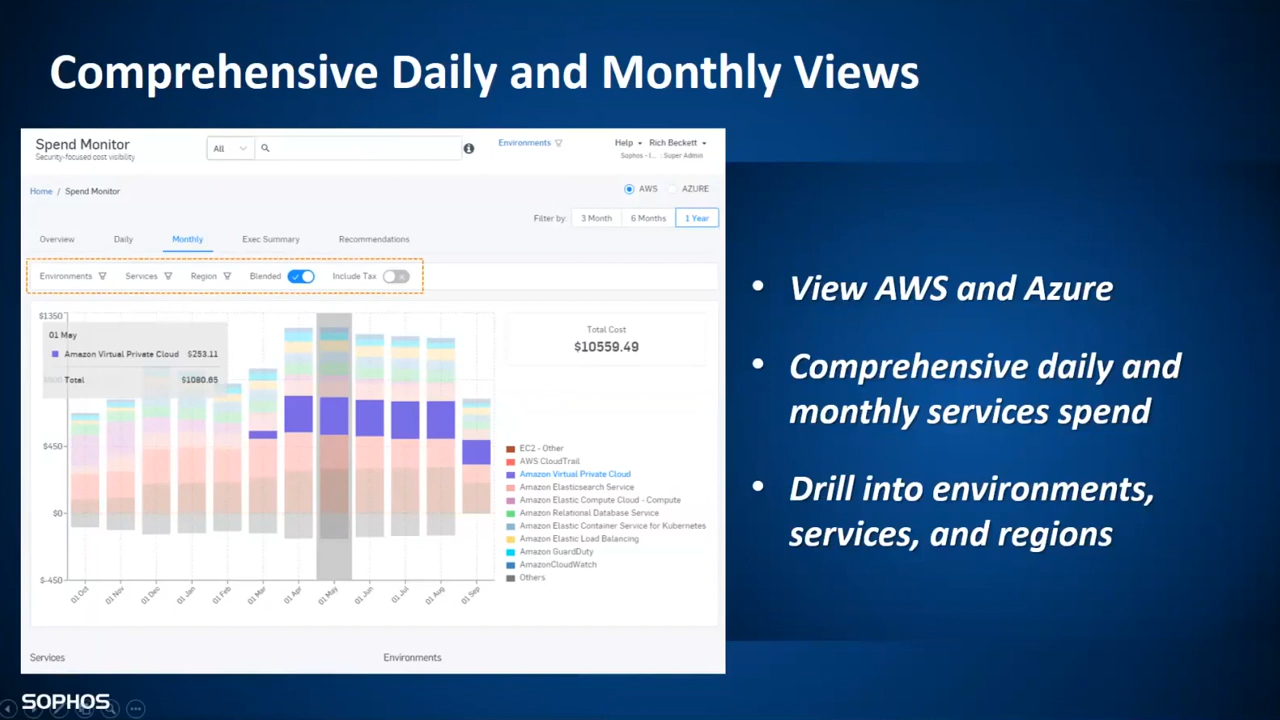 Comprehensive Daily and Monthly Views
Spend Monitor
Security-focused cost visibility
All
Environments
Help
Rich Beckett
Sophos - I... : Super Admin
Home / Spend Monitor
AWS
AZURE
Filter by:
3 Month
6 Months
1 Year
Overview
Daily
Monthly
Exec Summary
Recommendations
Environments
Services
Region
Blended
Include Tax
$1350
$450
$0
$-450
01 May
Amazon Virtual Private Cloud $253.11
Total $1080.65
01 Oct
01 Nov
01 Dec
01 Jan
01 Feb
01 Mar
01 Apr
01 May
01 Jun
01 Jul
01 Aug
01 Sep
Total Cost
$10559.49
EC2 - Other
AWS CloudTrail
Amazon Virtual Private Cloud
Amazon Elasticsearch Service
Amazon Elastic Compute Cloud - Compute
Amazon Relational Database Service
Amazon Elastic Container Service for Kubernetes
Amazon Elastic Load Balancing
Amazon GuardDuty
AmazonCloudWatch
Others
Services
Environments
• View AWS and Azure
• Comprehensive daily and
monthly services spend
• Drill into environments,
services, and regions
SOPHOS